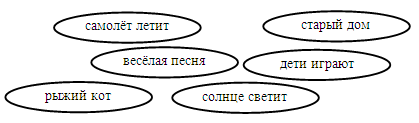 самолёт летит
старый дом
весёлая песня
дети играют
рыжий кот
солнце светит